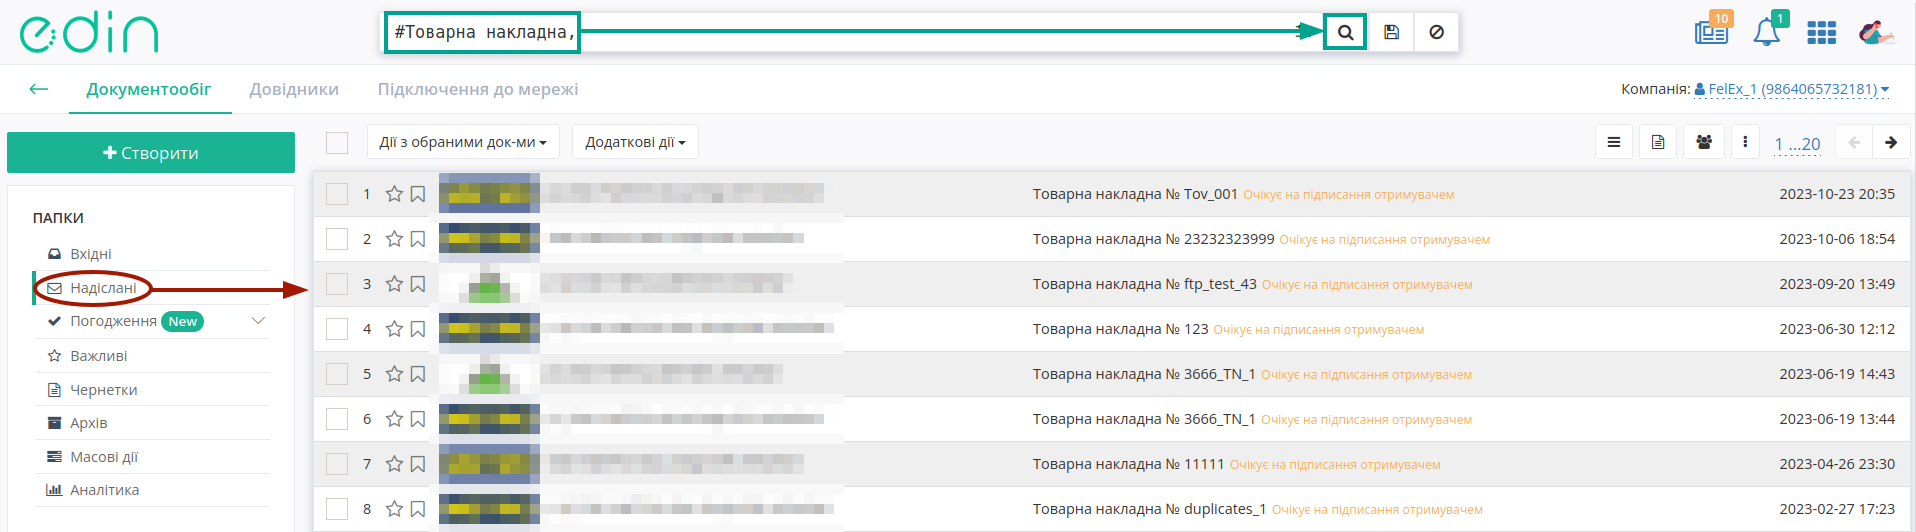 edin
#Товарна накладна,
10
1
Документообіг Довідники Підключення до мережі
Компанія: FelEx_1 (9864065732181)
Створити
Дії з обраними док-ми Додаткові дії
1 ...20
ПАПКИ
Вхідні
Надіслані
Погодження New
Важливі
Чернетки
Архів
Масові дії
Аналітика
1 Товарна накладна № Tov_001 Очікує на підписання отримувачем 2023-10-23 20:35
2 Товарна накладна № 23232323999 Очікує на підписання отримувачем 2023-10-06 18:54
3 Товарна накладна № ftp_test_43 Очікує на підписання отримувачем 2023-09-20 13:49
4 Товарна накладна № 123 Очікує на підписання отримувачем 2023-06-30 12:12
5 Товарна накладна № 3666_TN_1 Очікує на підписання отримувачем 2023-06-19 14:43
6 Товарна накладна № 3666_TN_1 Очікує на підписання отримувачем 2023-06-19 13:44
7 Товарна накладна № 11111 Очікує на підписання отримувачем 2023-04-26 23:30
8 Товарна накладна № duplicates_1 Очікує на підписання отримувачем 2023-02-27 17:23